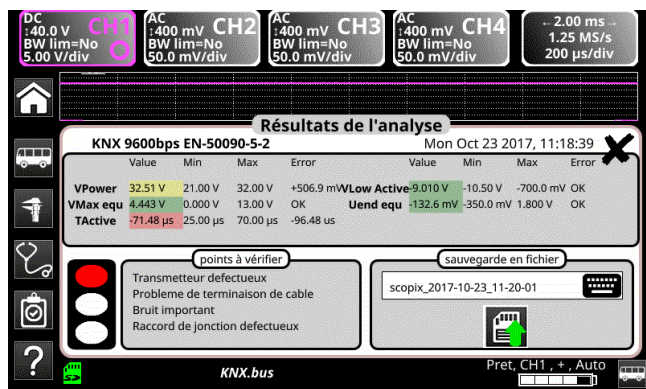 DC
↕40.0 V CH1
BW lim=No
5.00 V/div
AC
↕400 mV CH2
BW lim=No
50.0 mV/div
AC
↕400 mV CH3
BW lim=No
50.0 mV/div
AC
↕400 mV CH4
BW lim=No
50.0 mV/div
←2.00 ms→
1.25 MS/s
200 µs/div
Résultats de l'analyse
KNX 9600bps EN-50090-5-2 Mon Oct 23 2017, 11:18:39
Value Min Max Error Value Min Max Error
VPower 32.51 V 21.00 V 32.00 V +506.9 mV VLow Active -9.010 V -10.50 V -700.0 mV OK
VMax equ 4.443 V 0.000 V 13.00 V OK Uend equ -132.6 mV -350.0 mV 1.800 V OK
TActive -71.48 µs 25.00 µs 70.00 µs -96.48 us
points à vérifier
Transmetteur defectueux
Probleme de terminaison de cable
Bruit important
Raccord de jonction defectueux
sauvegarde en fichier
scopix_2017-10-23_11-20-01
?
KNX.bus
Pret, CH1 , + , Auto